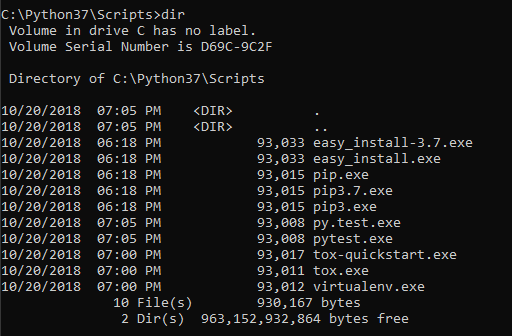 C:\Python37\Scripts>dir
 Volume in drive C has no label.
 Volume Serial Number is D69C-9C2F

 Directory of C:\Python37\Scripts

10/20/2018  07:05 PM    <DIR>          .
10/20/2018  07:05 PM    <DIR>          ..
10/20/2018  06:18 PM            93,033 easy_install-3.7.exe
10/20/2018  06:18 PM            93,033 easy_install.exe
10/20/2018  06:18 PM            93,015 pip.exe
10/20/2018  06:18 PM            93,015 pip3.7.exe
10/20/2018  06:18 PM            93,015 pip3.exe
10/20/2018  07:05 PM            93,008 py.test.exe
10/20/2018  07:05 PM            93,008 pytest.exe
10/20/2018  07:00 PM            93,017 tox-quickstart.exe
10/20/2018  07:00 PM            93,011 tox.exe
10/20/2018  07:00 PM            93,012 virtualenv.exe
              10 File(s)        930,167 bytes
               2 Dir(s)  963,152,932,864 bytes free